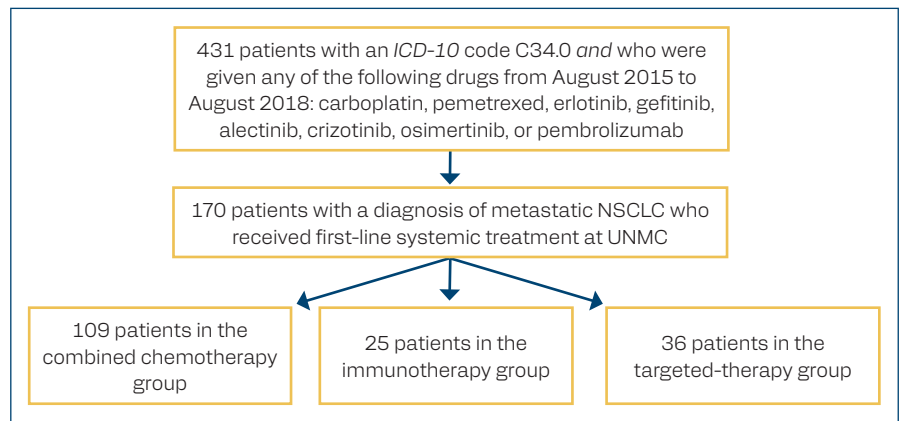 431 patients with an ICD-10 code C34.0 and who were
given any of the following drugs from August 2015 to
August 2018: carboplatin, pemetrexed, erlotinib, gefitinib,
alectinib, crizotinib, osimertinib, or pembrolizumab
170 patients with a diagnosis of metastatic NSCLC who
received first-line systemic treatment at UNMC
109 patients in the
combined chemotherapy
group
25 patients in the
immunotherapy group
36 patients in the
targeted-therapy group